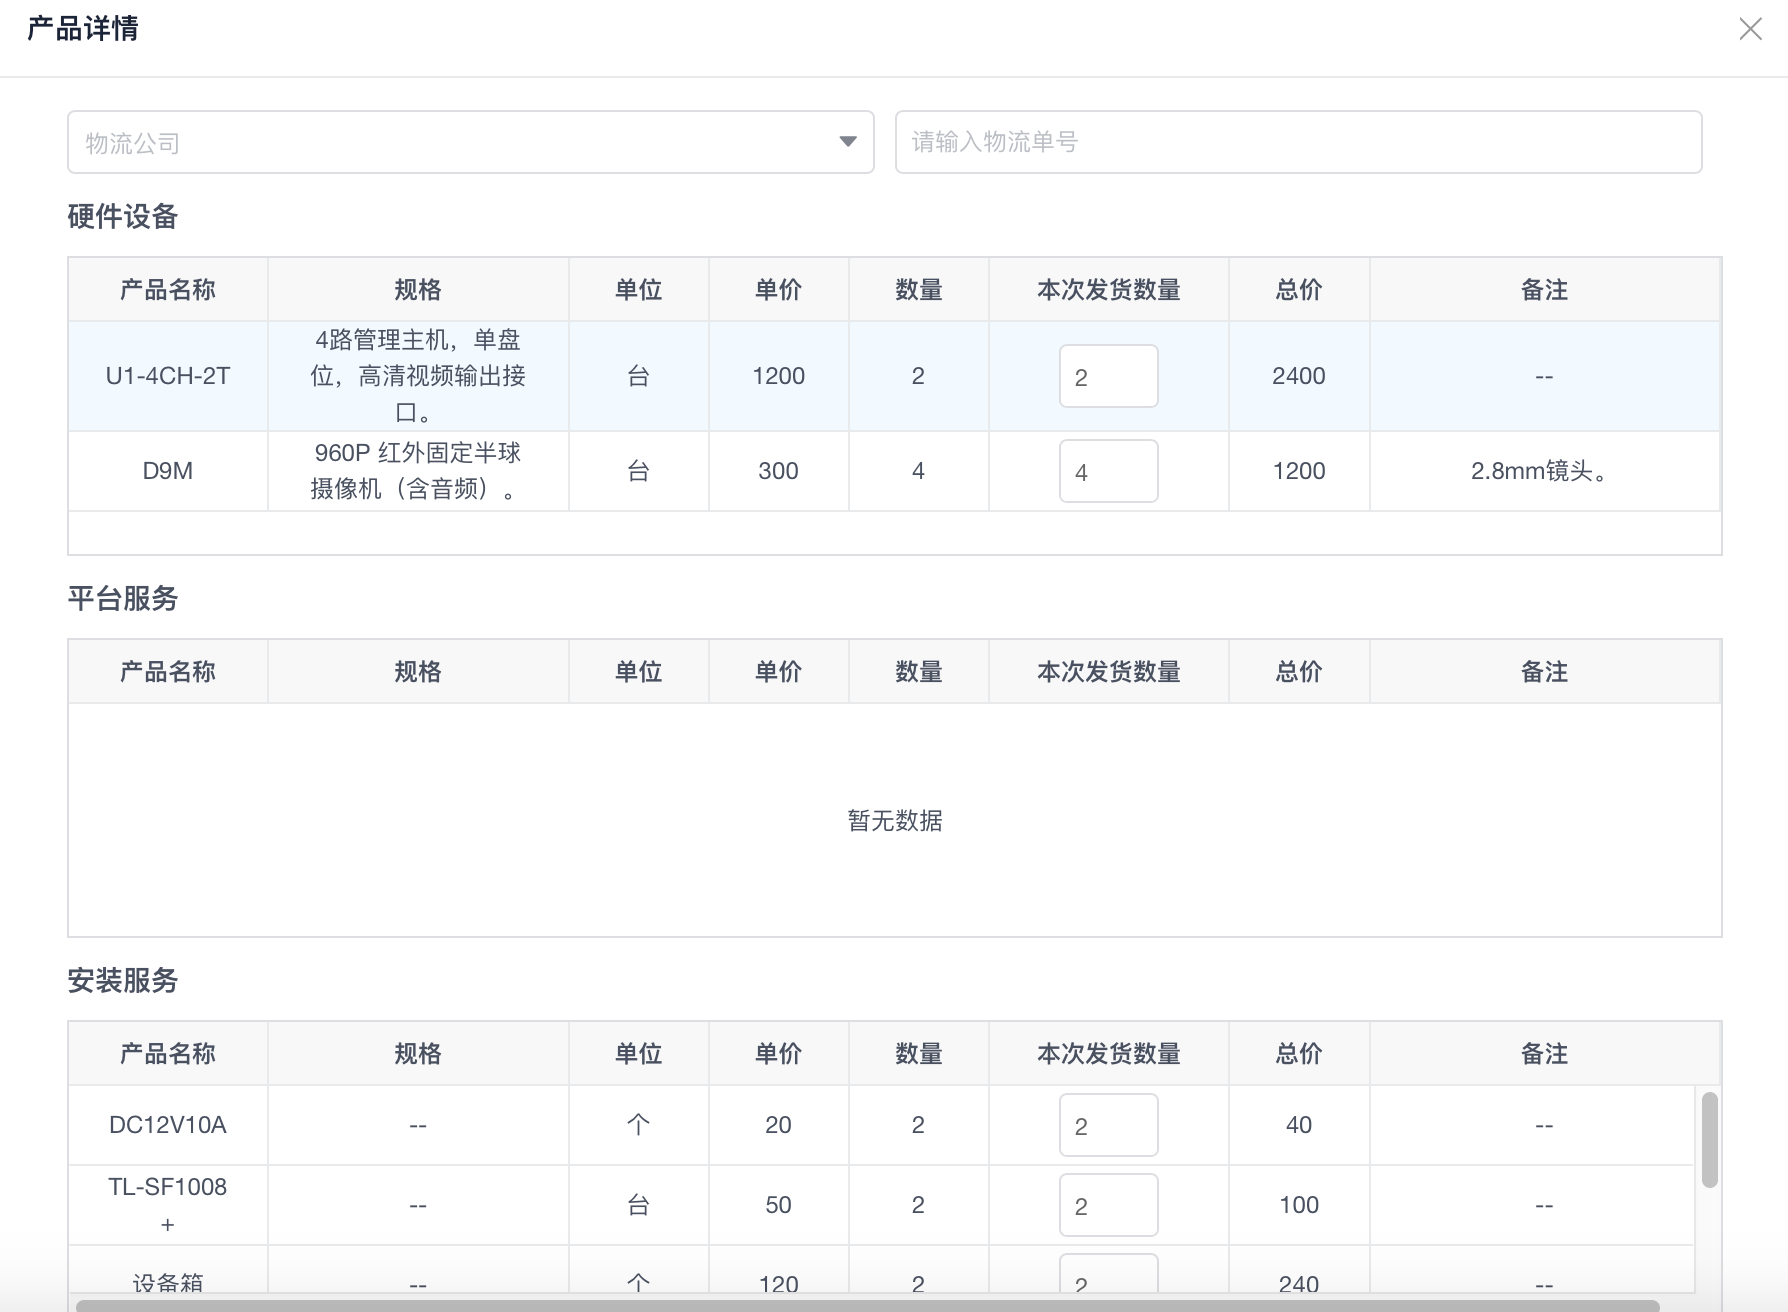 产品详情
物流公司
请输入物流单号
硬件设备
产品名称 规格 单位 单价 数量 本次发货数量 总价 备注
U1-4CH-2T 4路管理主机，单盘 台 1200 2 2 2400 --
位，高清视频输出接
口。
D9M 960P 红外固定半球 台 300 4 4 1200 2.8mm镜头。
摄像机（含音频）。
平台服务
产品名称 规格 单位 单价 数量 本次发货数量 总价 备注
暂无数据
安装服务
产品名称 规格 单位 单价 数量 本次发货数量 总价 备注
DC12V10A -- 个 20 2 2 40 --
TL-SF1008 -- 台 50 2 2 100 --
+
设备箱 -- 个 120 2 2 240 --